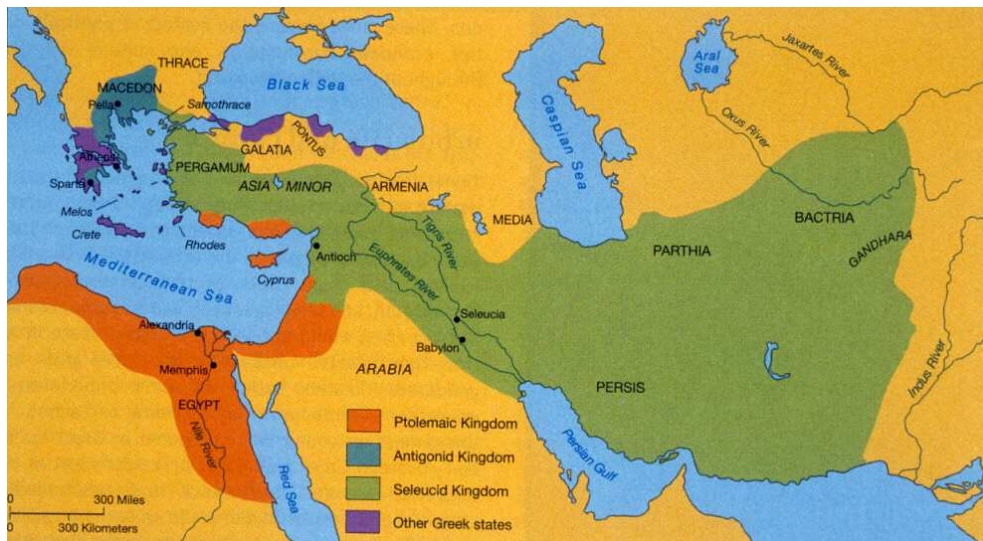 THRACE
MACEDON
Pella
Samothrace
Black Sea
Aral
Sea
Jaxartes River
Oxus River
Caspian Sea
PONTUS
GALATIA
Athens
PERGAMUM
ASIA MINOR
ARMENIA
Sparta
Melos
Crete
Rhodes
MEDIA
Tigris River
Euphrates River
Antioch
Cyprus
Mediterranean Sea
PARTHIA
BACTRIA
GANDHARA
Alexandria
Memphis
EGYPT
Nile River
Seleucia
Babylon
ARABIA
PERSIS
Indus River
Persian Gulf
Red Sea
Ptolemaic Kingdom
Antigonid Kingdom
Seleucid Kingdom
Other Greek states
0 300 Miles
0 300 Kilometers